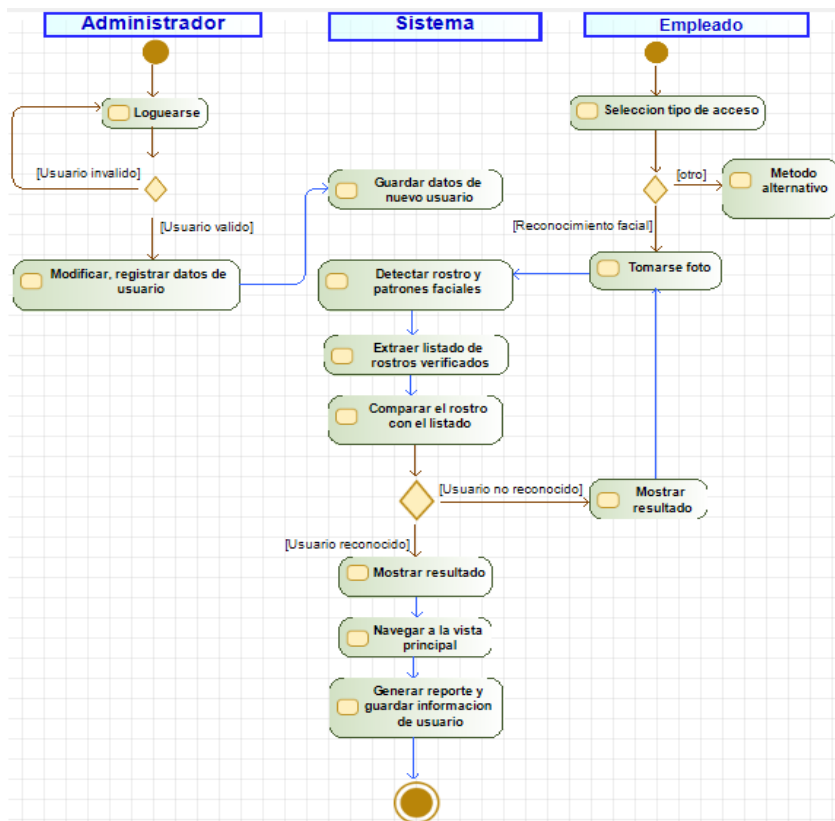 Administrador
Sistema
Empleado
Loguearse
Seleccion tipo de acceso
[Usuario invalido]
Guardar datos de
nuevo usuario
[otro]
Metodo
alternativo
[Usuario valido]
[Reconocimiento facial]
Modificar, registrar datos de
usuario
Detectar rostro y
patrones faciales
Tomarse foto
Extraer listado de
rostros verificados
Comparar el rostro
con el listado
[Usuario no reconocido]
Mostrar
resultado
[Usuario reconocido]
Mostrar resultado
Navegar a la vista
principal
Generar reporte y
guardar informacion
de usuario